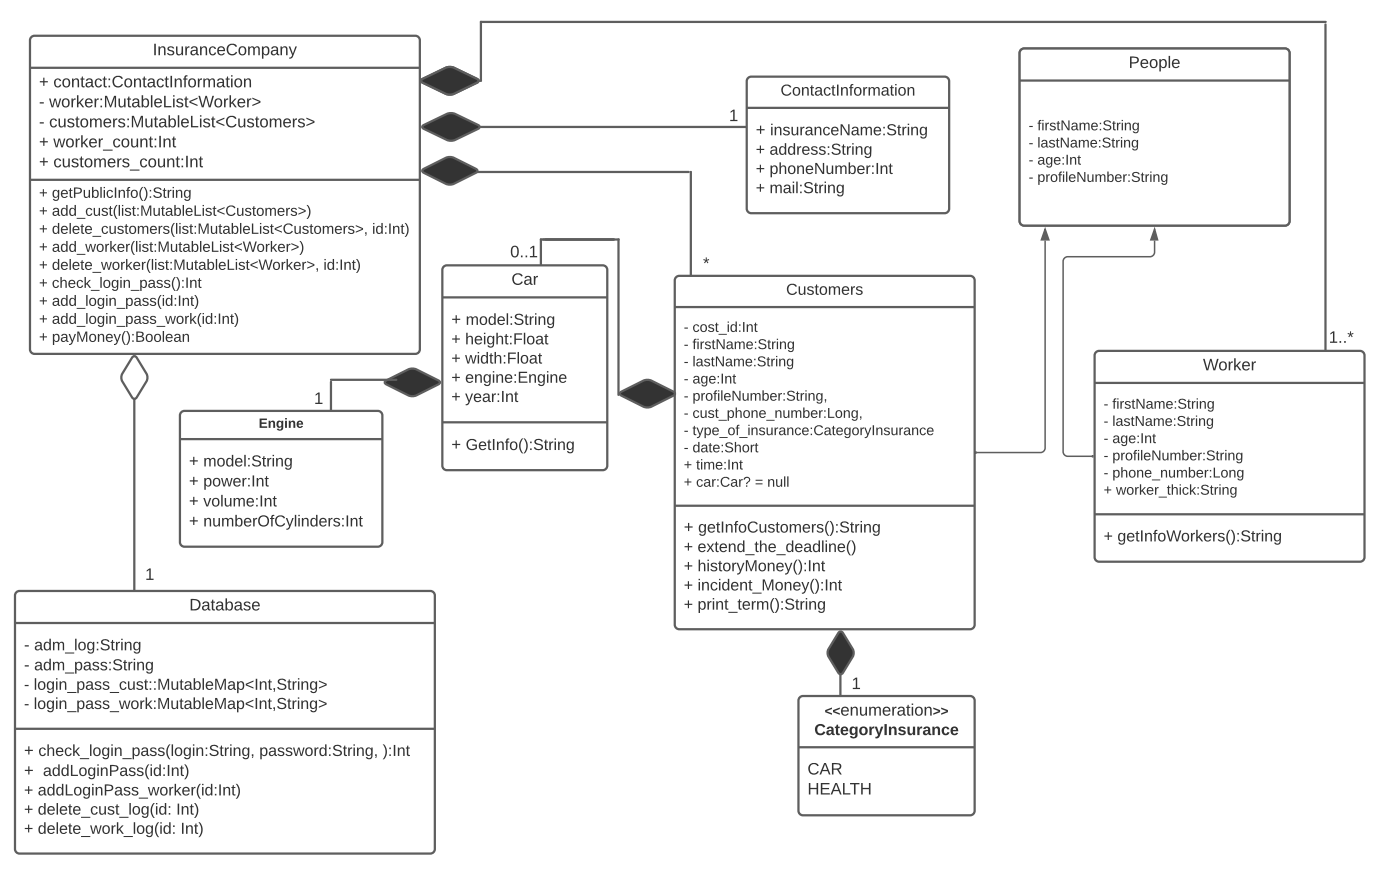 InsuranceCompany
+ contact:ContactInformation
- worker:MutableList<Worker>
- customers:MutableList<Customers>
+ worker_count:Int
+ customers_count:Int
+ getPublicInfo():String
+ add_cust(list:MutableList<Customers>)
+ delete_customers(list:MutableList<Customers>, id:Int)
+ add_worker(list:MutableList<Worker>)
+ delete_worker(list:MutableList<Worker>, id:Int)
+ check_login_pass():Int
+ add_login_pass(id:Int)
+ add_login_pass_work(id:Int)
+ payMoney():Boolean
1
ContactInformation
+ insuranceName:String
+ address:String
+ phoneNumber:Int
+ mail:String
People
- firstName:String
- lastName:String
- age:Int
- profileNumber:String
0..1
Car
+ model:String
+ height:Float
+ width:Float
+ engine:Engine
+ year:Int
+ GetInfo():String
*
Customers
- cost_id:Int
- firstName:String
- lastName:String
- age:Int
- profileNumber:String,
- cust_phone_number:Long,
- type_of_insurance:CategoryInsurance
- date:Short
+ time:Int
+ car:Car? = null
+ getInfoCustomers():String
+ extend_the_deadline()
+ historyMoney():Int
+ incident_Money():Int
+ print_term():String
1..*
Worker
- firstName:String
- lastName:String
- age:Int
- profileNumber:String
- phone_number:Long
+ worker_thick:String
+ getInfoWorkers():String
1
Engine
+ model:String
+ power:Int
+ volume:Int
+ numberOfCylinders:Int
1
Database
- adm_log:String
- adm_pass:String
- login_pass_cust::MutableMap<Int,String>
- login_pass_work:MutableMap<Int,String>
+ check_login_pass(login:String, password:String, ):Int
+  addLoginPass(id:Int)
+ addLoginPass_worker(id:Int)
+ delete_cust_log(id: Int)
+ delete_work_log(id: Int)
1
<<enumeration>>
CategoryInsurance
CAR
HEALTH